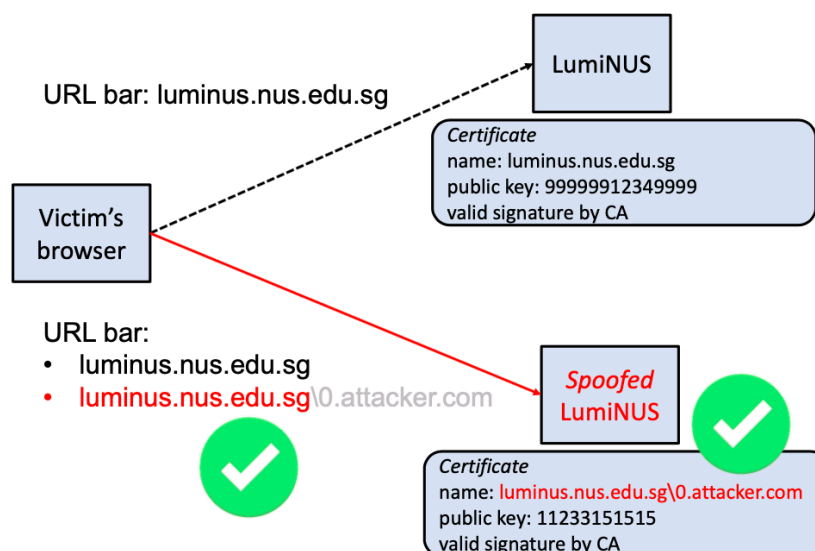 LumiNUS
URL bar: luminus.nus.edu.sg
Certificate
name: luminus.nus.edu.sg
public key: 99999912349999
valid signature by CA
Victim's
browser
URL bar:
• luminus.nus.edu.sg
• luminus.nus.edu.sg\0.attacker.com
Spoofed
LumiNUS
Certificate
name: luminus.nus.edu.sg\0.attacker.com
public key: 11233151515
valid signature by CA